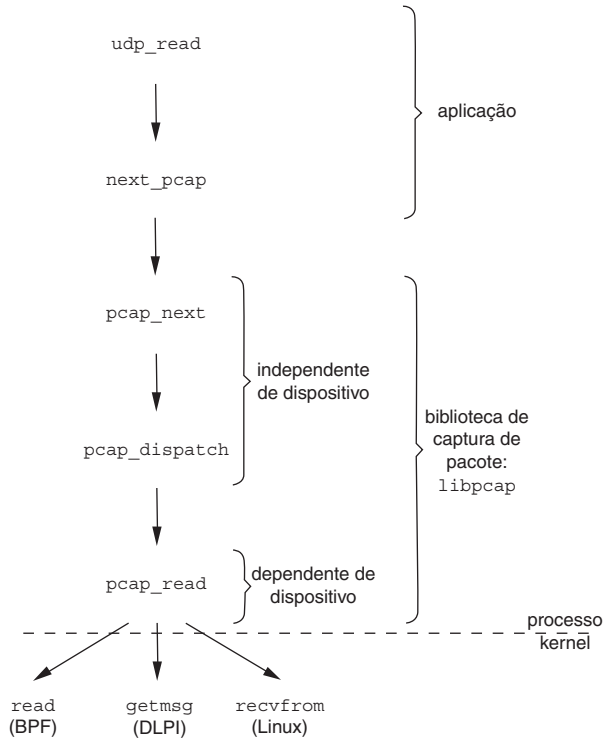 udp_read
aplicação
next_pcap
pcap_next
independente
de dispositivo
biblioteca de
captura de
pacote:
libpcap
pcap_dispatch
pcap_read
dependente de
dispositivo
processo
kernel
read
(BPF)
getmsg
(DLPI)
recvfrom
(Linux)